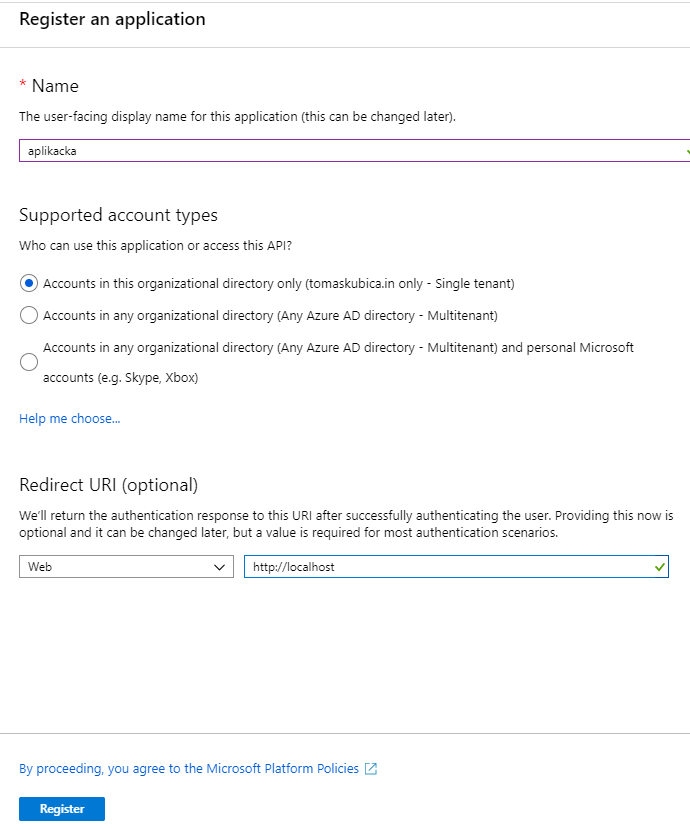 Register an application
* Name
The user-facing display name for this application (this can be changed later).
aplikacka
Supported account types
Who can use this application or access this API?
Accounts in this organizational directory only (tomaskubica.in only - Single tenant)
Accounts in any organizational directory (Any Azure AD directory - Multitenant)
Accounts in any organizational directory (Any Azure AD directory - Multitenant) and personal Microsoft
accounts (e.g. Skype, Xbox)
Help me choose...
Redirect URI (optional)
We'll return the authentication response to this URI after successfully authenticating the user. Providing this now is
optional and it can be changed later, but a value is required for most authentication scenarios.
Web
http://localhost
By proceeding, you agree to the Microsoft Platform Policies
Register